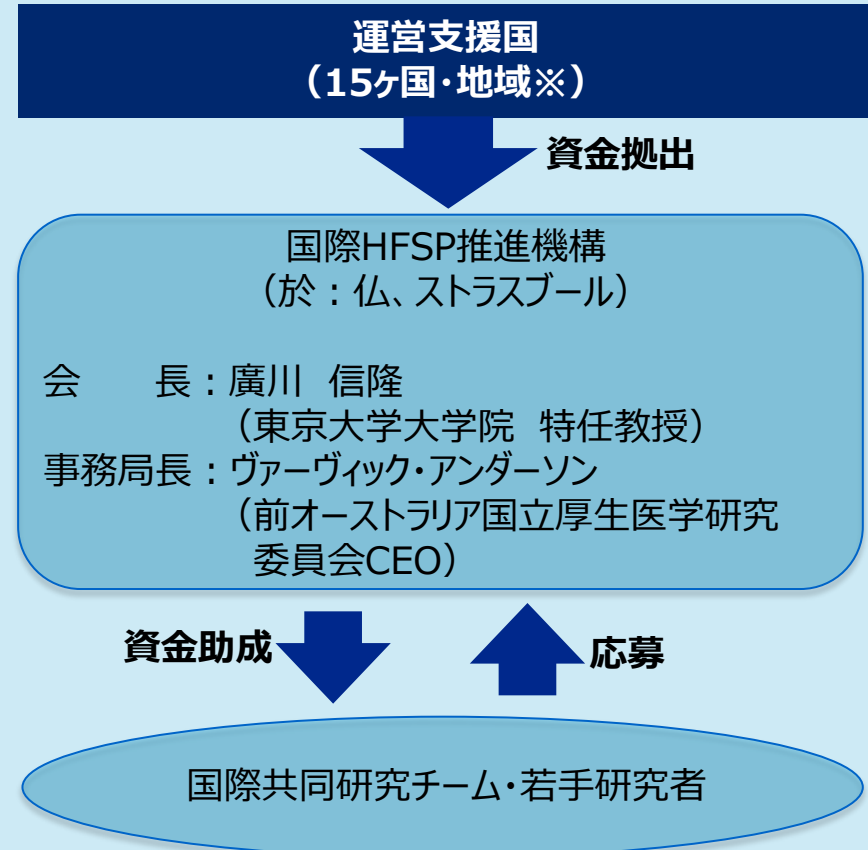 運営支援国
（15ヶ国・地域※）
資金拠出
国際HFSP推進機構
（於：仏、ストラスブール）
会　　長：廣川 信隆
（東京大学大学院 特任教授）
事務局長：ヴァーヴィック・アンダーソン
（前オーストラリア国立厚生医学研究
委員会CEO）
資金助成
応募
国際共同研究チーム・若手研究者